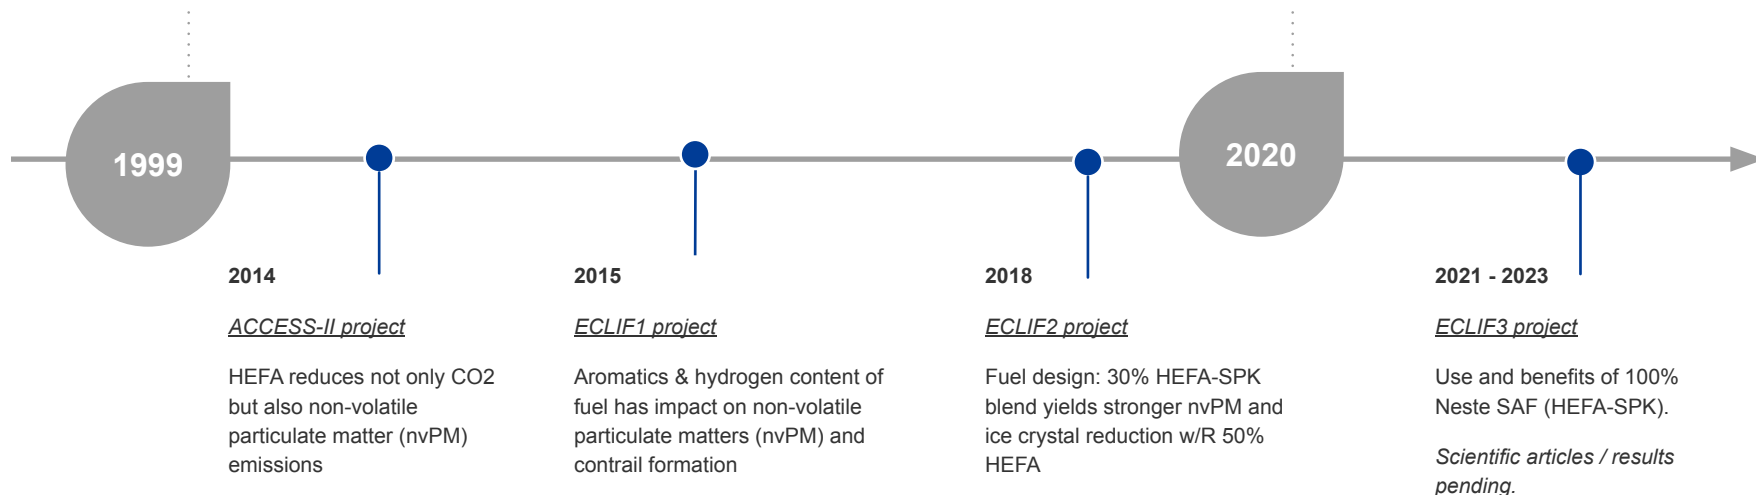 1999
2020
2014
ACCESS-II project
HEFA reduces not only CO2
but also non-volatile
particulate matter (nvPM)
emissions
2015
ECLIF1 project
Aromatics & hydrogen content of
fuel has impact on non-volatile
particulate matters (nvPM) and
contrail formation
2018
ECLIF2 project
Fuel design: 30% HEFA-SPK
blend yields stronger nvPM and
ice crystal reduction w/R 50%
HEFA
2021 - 2023
ECLIF3 project
Use and benefits of 100%
Neste SAF (HEFA-SPK).
Scientific articles / results
pending.